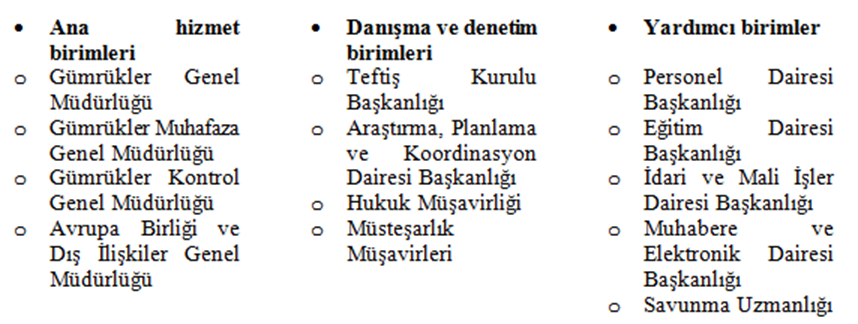 • Ana hizmet
birimleri
o Gümrükler Genel
Müdürlüğü
o Gümrükler Muhafaza
Genel Müdürlüğü
o Gümrükler Kontrol
Genel Müdürlüğü
o Avrupa Birliği ve
Dış İlişkiler Genel
Müdürlüğü
• Danışma ve denetim
birimleri
o Teftiş Kurulu
Başkanlığı
o Araştırma, Planlama
ve Koordinasyon
Dairesi Başkanlığı
o Hukuk Müşavirliği
o Müsteşarlık
Müşavirleri
• Yardımcı birimler
o Personel Dairesi
Başkanlığı
o Eğitim Dairesi
Başkanlığı
o İdari ve Mali İşler
Dairesi Başkanlığı
o Muhabere ve
Elektronik Dairesi
Başkanlığı
o Savunma Uzmanlığı